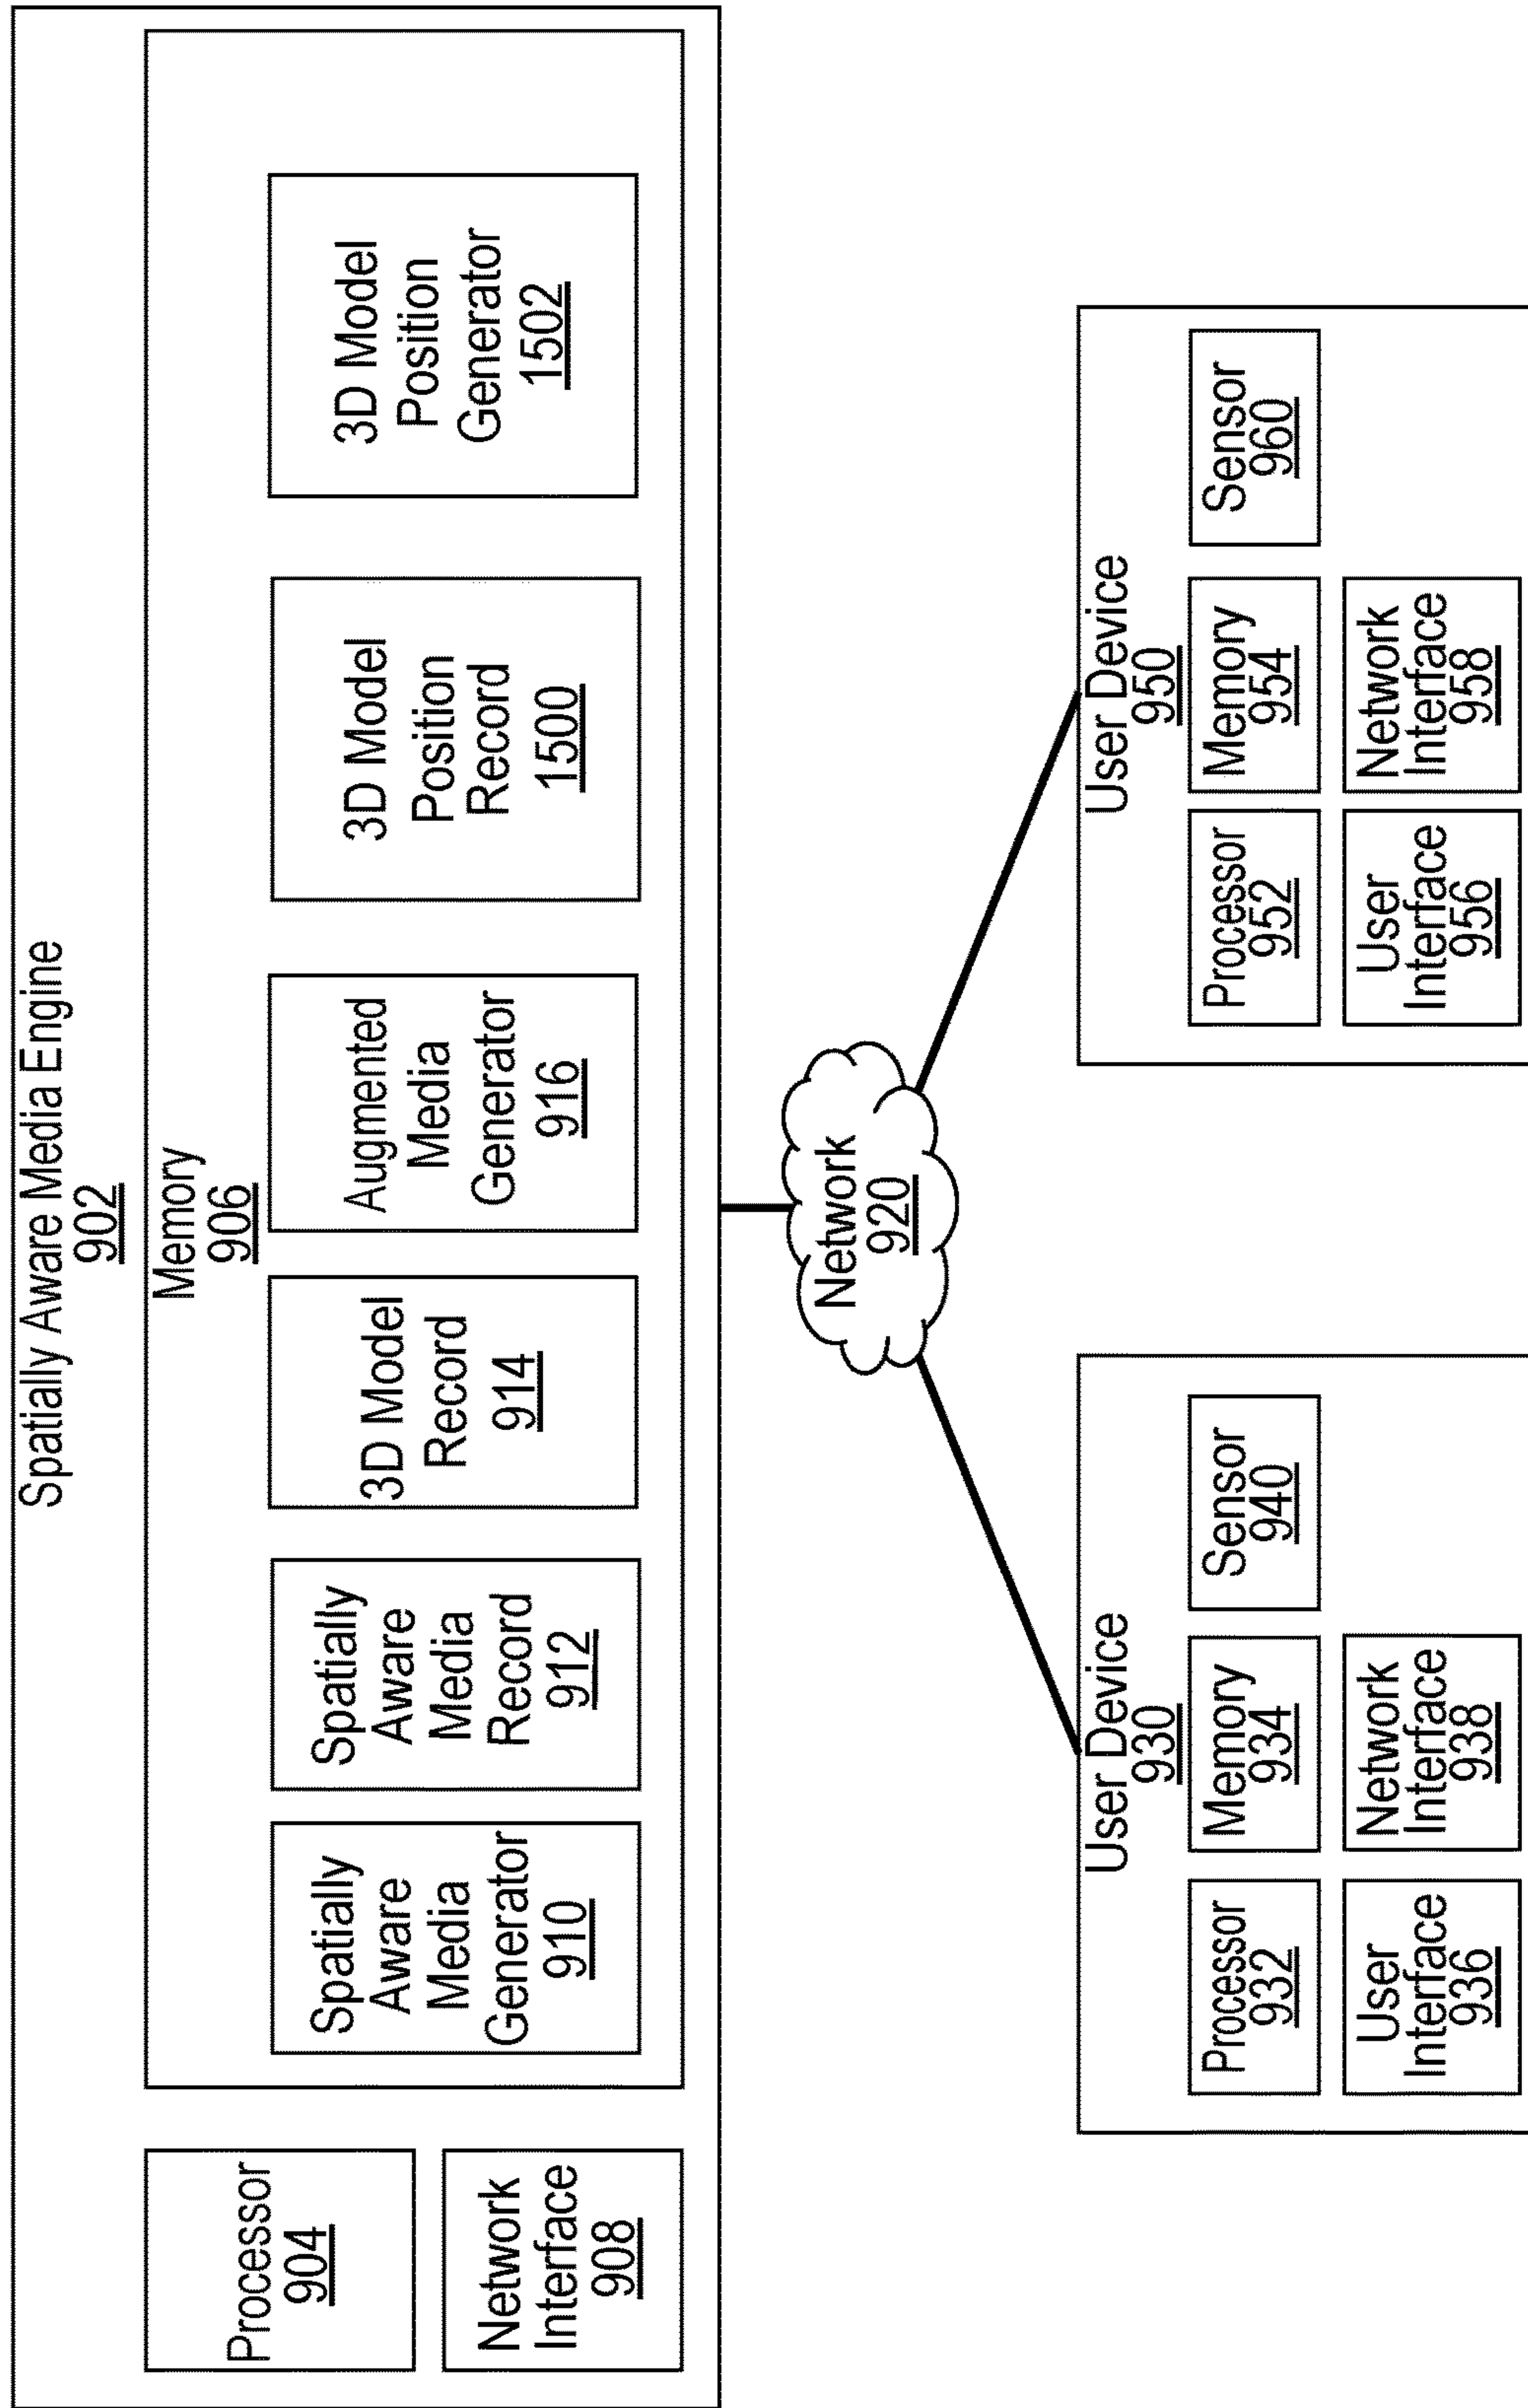 Spatially Aware Media Engine
902
Processor
904
Network
Interface
908
Memory
906
Spatially
Aware
Media
Generator
910
Spatially
Aware
Media
Record
912
3D Model
Record
914
Augmented
Media
Generator
916
3D Model
Position
Record
1500
3D Model
Position
Generator
1502
Network
920
User Device
930
Processor
932
Memory
934
Sensor
940
User
Interface
936
Network
Interface
938
User Device
950
Processor
952
Memory
954
Sensor
960
User
Interface
956
Network
Interface
958